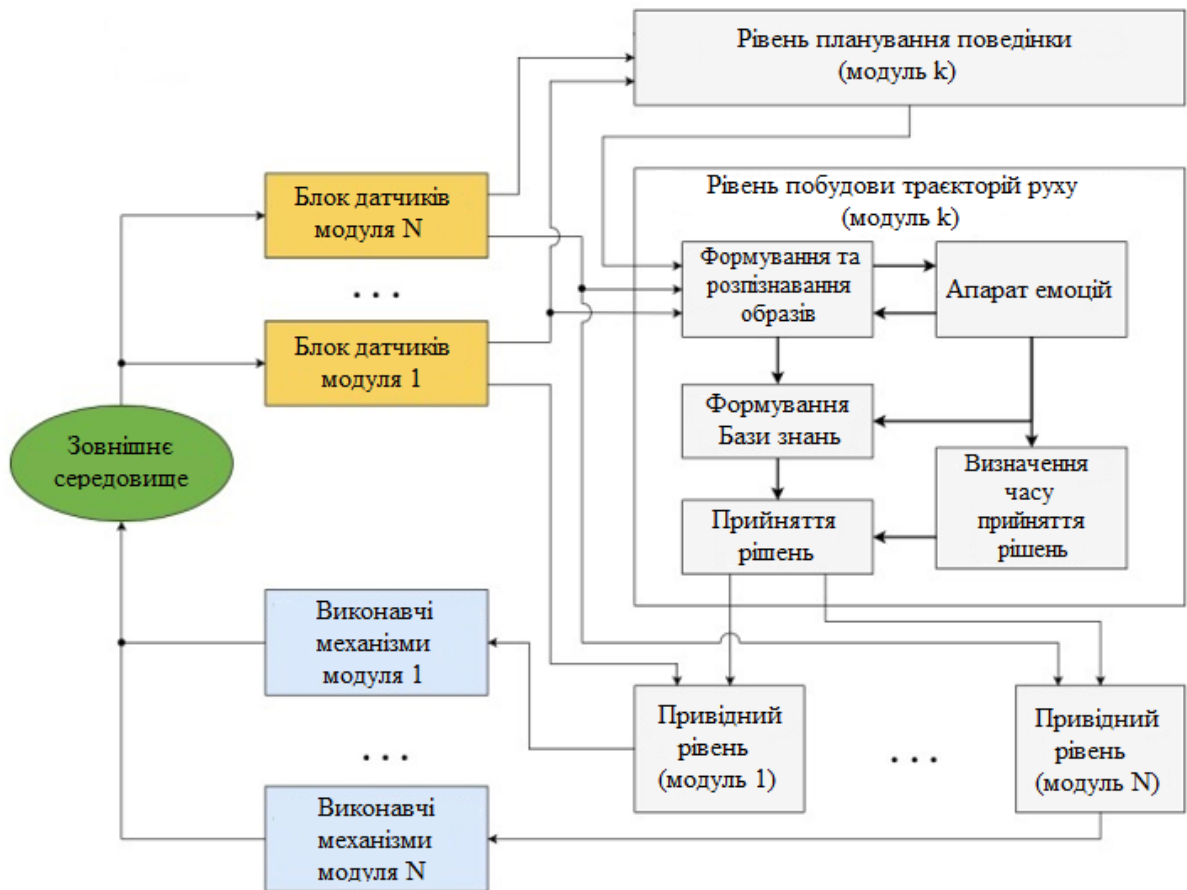 Рівень планування поведінки
(модуль k)
Блок датчиків
модуля N
. . .
Блок датчиків
модуля 1
Зовнішнє
середовище
Рівень побудови траєкторій руху
(модуль k)
Формування та
розпізнавання
образів
Апарат емоцій
Формування
Бази знань
Визначення
часу
прийняття
рішень
Прийняття
рішень
Виконавчі
механізми
модуля 1
. . .
Виконавчі
механізми
модуля N
Привідний
рівень
(модуль 1)
. . .
Привідний
рівень
(модуль N)